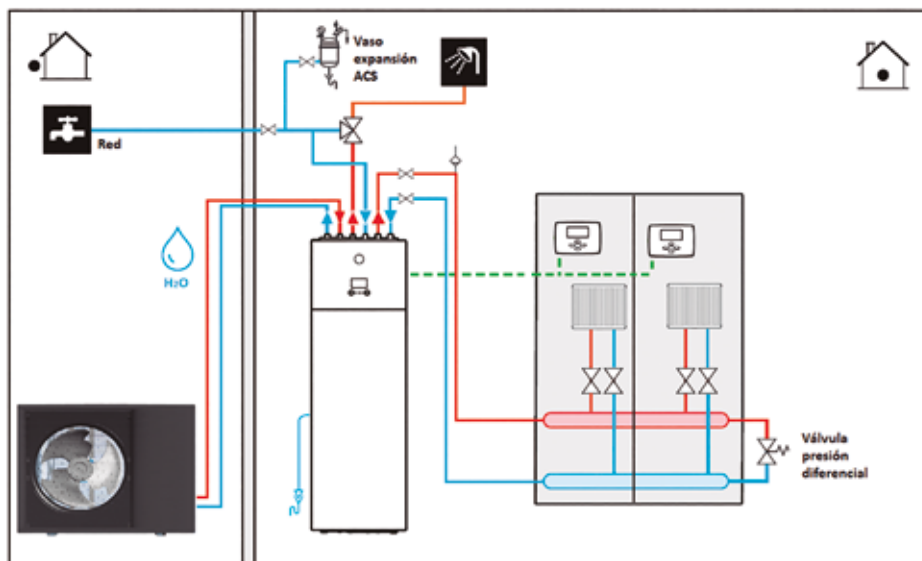 Vaso
expansión
ACS
Red
H₂O
Válvula
presión
diferencial